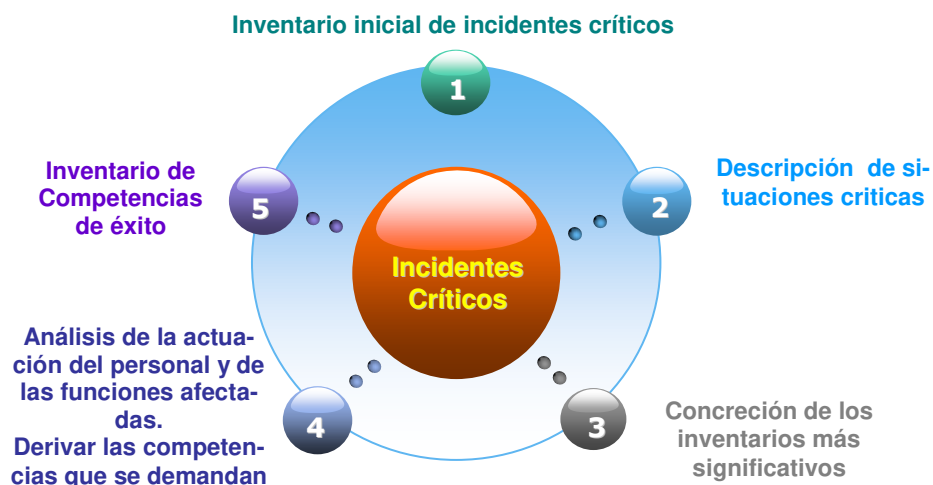 Inventario inicial de incidentes críticos
1
Descripción de si-
tuaciones criticas
2
Concreción de los
inventarios más
significativos
3
Análisis de la actua-
ción del personal y de
las funciones afecta-
das.
Derivar las competen-
cias que se demandan
4
Inventario de
Competencias
de éxito
5
Incidentes
Críticos